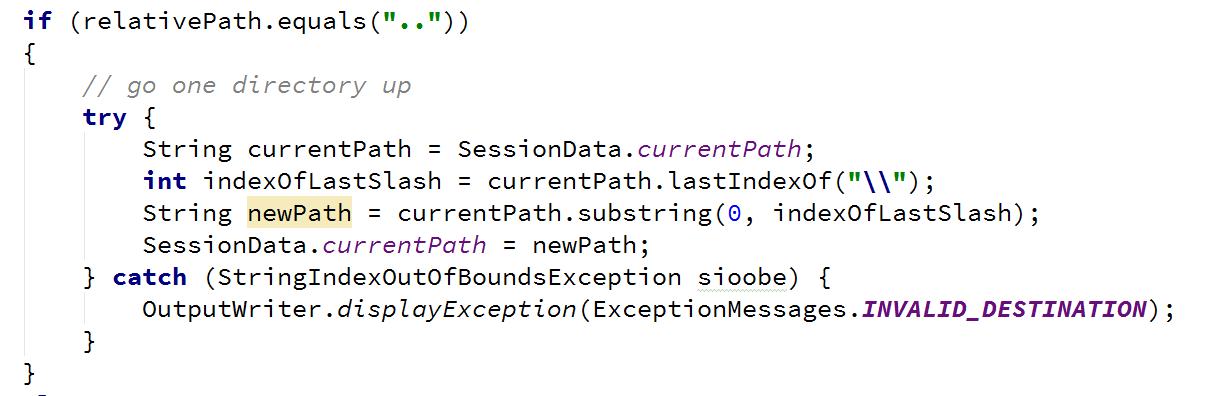 if (relativePath.equals(".."))
{
    // go one directory up
    try {
        String currentPath = SessionData.currentPath;
        int indexOfLastSlash = currentPath.lastIndexOf("\\");
        String newPath = currentPath.substring(0, indexOfLastSlash);
        SessionData.currentPath = newPath;
    } catch (StringIndexOutOfBoundsException sioobe) {
        OutputWriter.displayException(ExceptionMessages.INVALID_DESTINATION);
    }
}